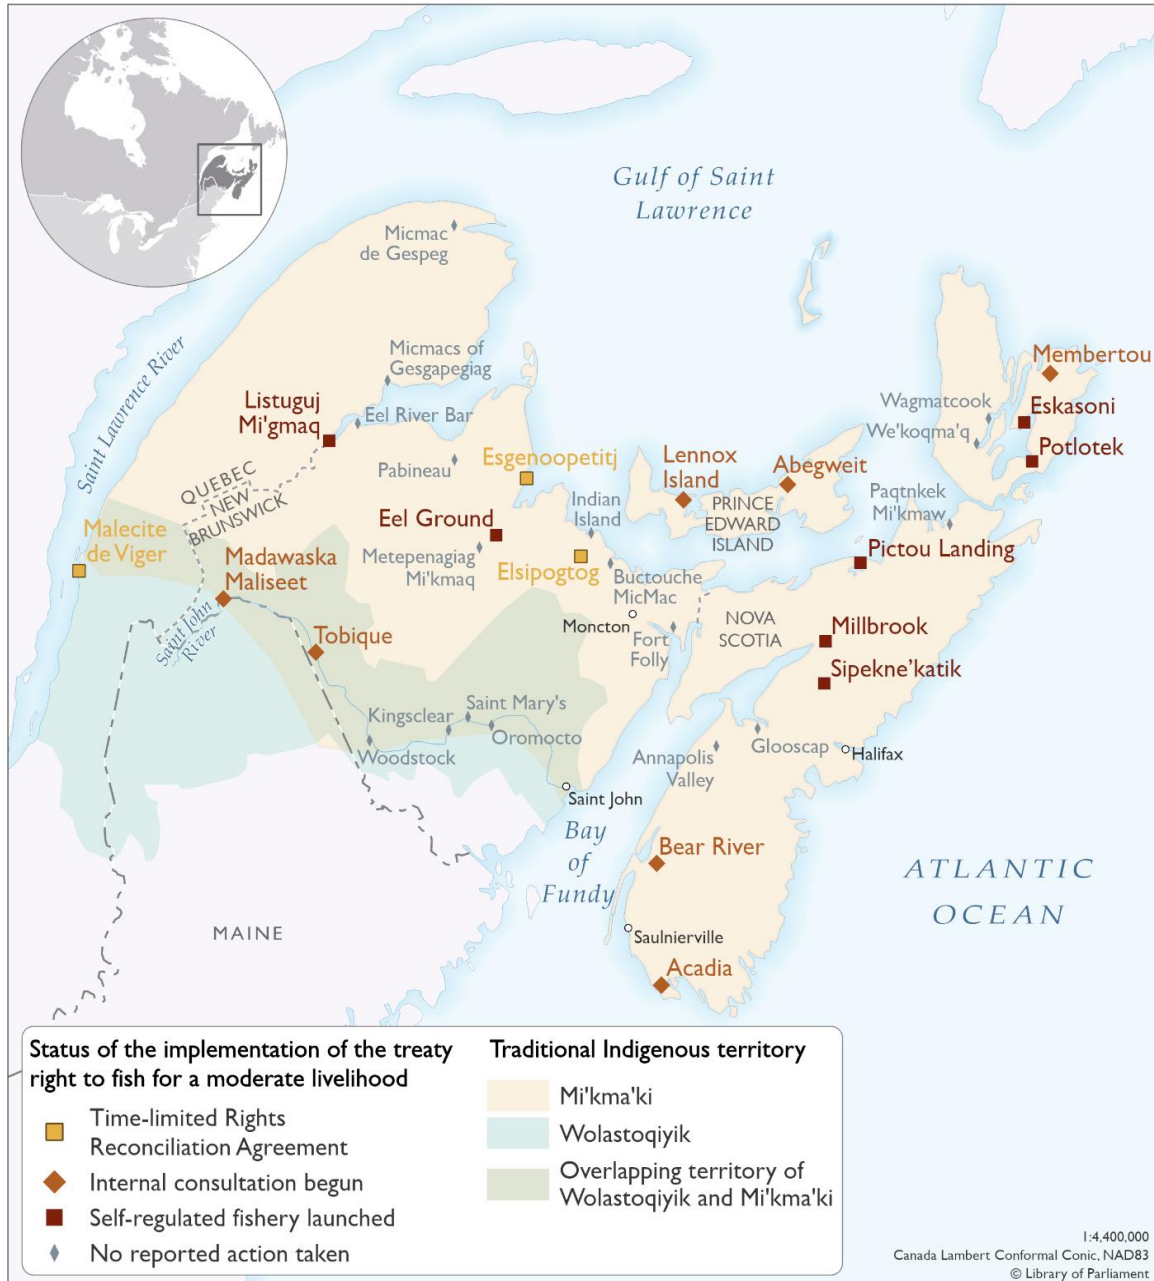 Gulf of Saint
Lawrence
Micmac
de Gespeg
Saint Lawrence River
Micmacs of
Gesgapegiag
Membertou
Listuguj
Mi'gmaq
Eel River Bar
Wagmatcook
Eskasoni
We'koqma'q
Potlotek
Pabineau
Esgenoopetitj
Lennox
Island
Abegweit
QUEBEC
NEW
BRUNSWICK
PRINCE
EDWARD
ISLAND
Paqtnkek
Mi'kmaw
Indian
Island
Eel Ground
Malecite
de Viger
Madawaska
Maliseet
Metepenagiag
Mi'kmaq
Elsipogtog
Pictou Landing
Buctouche
MicMac
Saint John
River
Tobique
Moncton
Fort
Folly
NOVA
SCOTIA
Millbrook
Sipekne’katik
Kingsclear
Saint Mary's
Oromocto
Woodstock
Annapolis
Valley
Glooscap
Halifax
Saint John
Bay
of
Fundy
Bear River
ATLANTIC
OCEAN
MAINE
Saulnierville
Acadia
Status of the implementation of the treaty
right to fish for a moderate livelihood
Time-limited Rights
Reconciliation Agreement
Internal consultation begun
Self-regulated fishery launched
No reported action taken
Traditional Indigenous territory
Mi'kma'ki
Wolastoqiyik
Overlapping territory of
Wolastoqiyik and Mi'kma'ki
1:4,400,000
Canada Lambert Conformal Conic, NAD83
© Library of Parliament